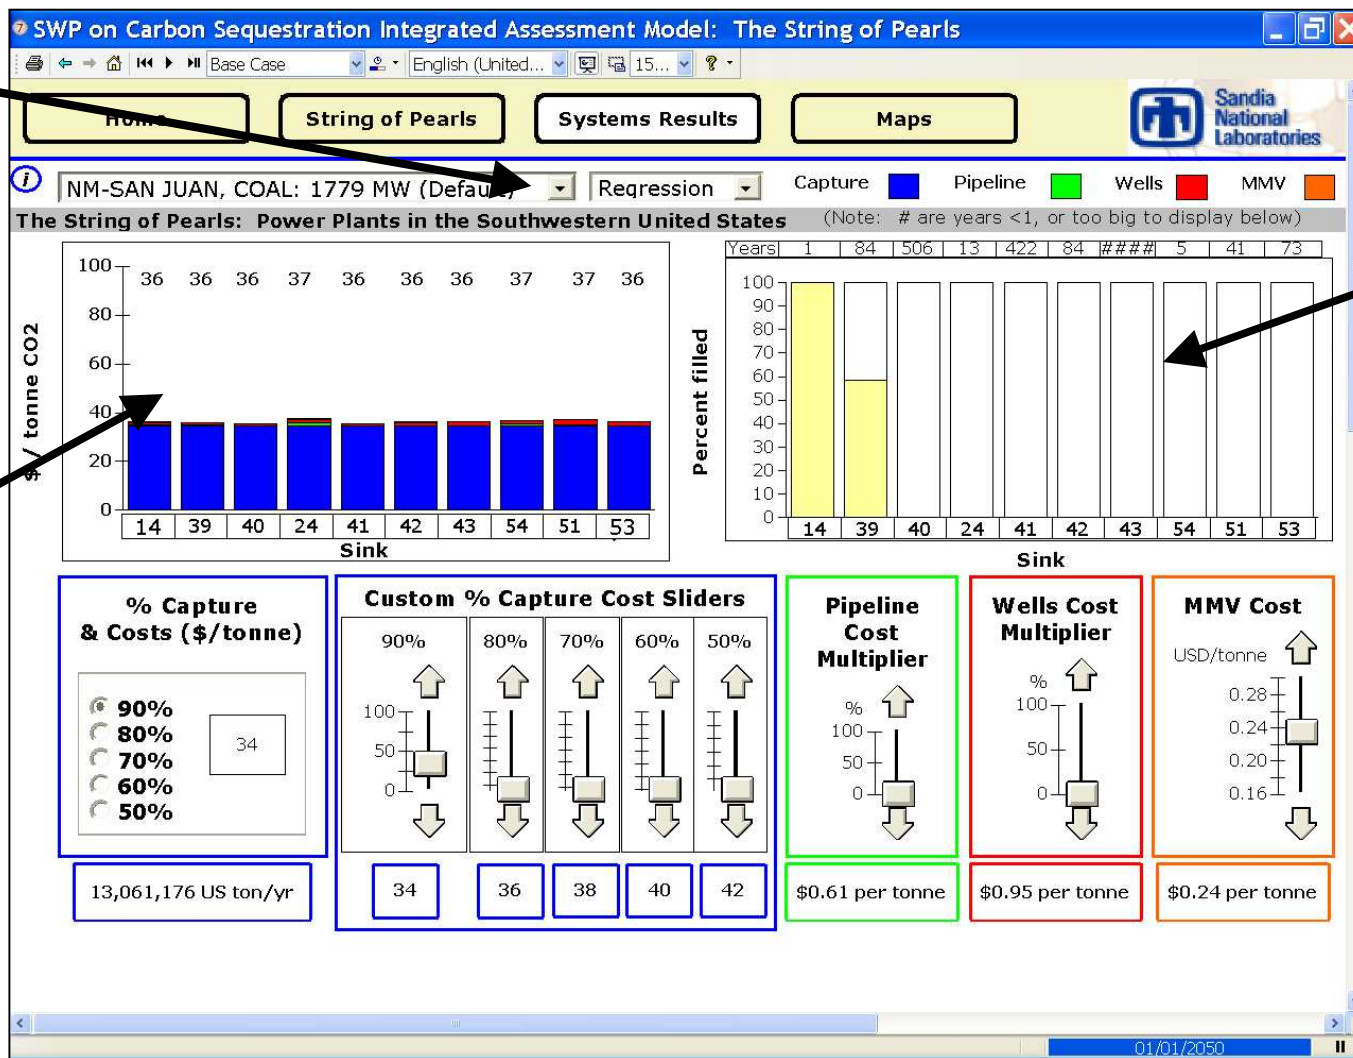 SWP on Carbon Sequestration Integrated Assessment Model: The String of Pearls
Base Case
English (United...
15...
?
Home
String of Pearls
Systems Results
Maps
Sandia
National
Laboratories
i
NM-SAN JUAN, COAL: 1779 MW (Default)
Regression
Capture
Pipeline
Wells
MMV
The String of Pearls: Power Plants in the Southwestern United States
(Note: # are years <1, or too big to display below)
$ / tonne CO2
100
80
60
40
20
0
36 36 36 37 36 36 36 37 37 36
14 39 40 24 41 42 43 54 51 53
Sink
Years 1 84 506 13 422 84 #### 5 41 73
Percent filled
100
90
80
70
60
50
40
30
20
10
0
14 39 40 24 41 42 43 54 51 53
Sink
% Capture
& Costs ($/tonne)
90%
80%
70%
60%
50%
34
13,061,176 US ton/yr
Custom % Capture Cost Sliders
90% 80% 70% 60% 50%
100
50
0
34 36 38 40 42
Pipeline
Cost
Multiplier
%
100
50
0
$0.61 per tonne
Wells Cost
Multiplier
%
100
50
0
$0.95 per tonne
MMV Cost
USD/tonne
0.28
0.24
0.20
0.16
$0.24 per tonne
01/01/2050